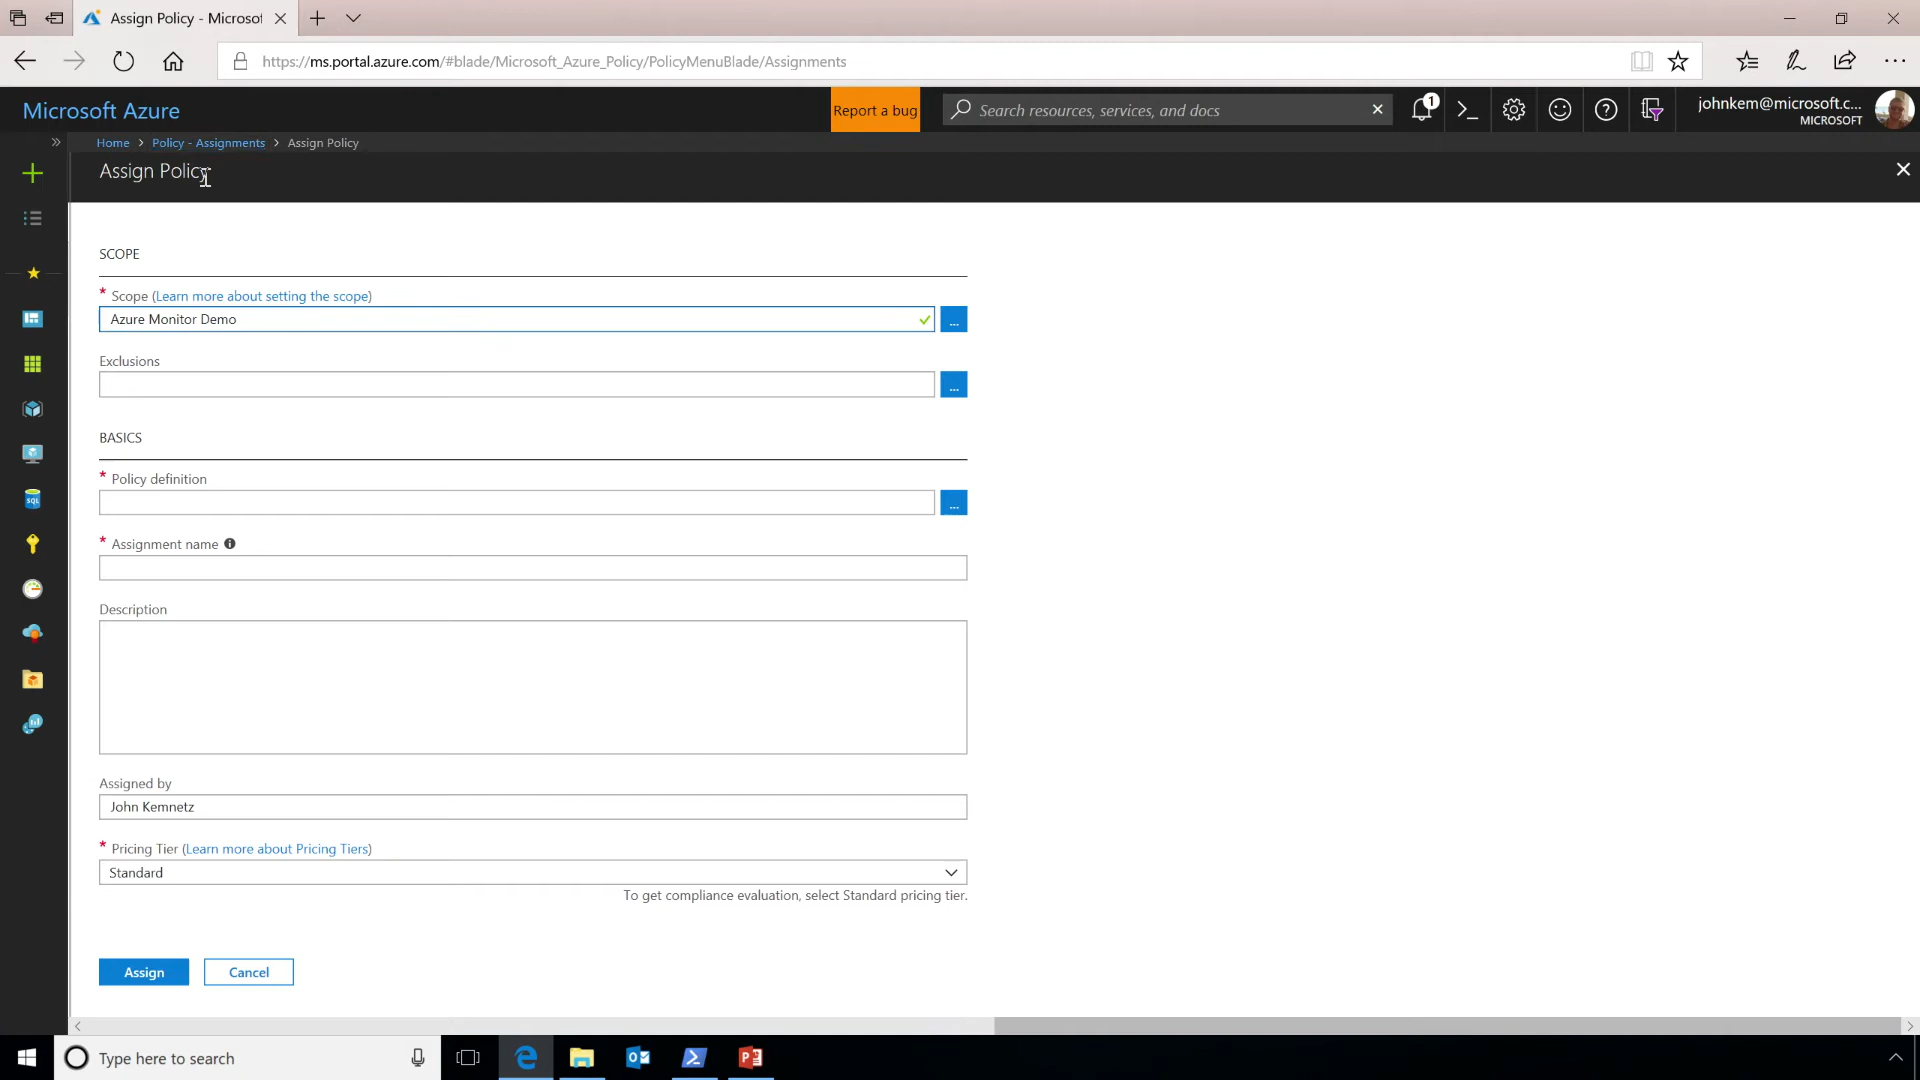 Assign Policy - Microsof
https://ms.portal.azure.com/#blade/Microsoft_Azure_Policy/PolicyMenuBlade/Assignments
Microsoft Azure
Report a bug
Search resources, services, and docs
1
johnkem@microsoft.c...
MICROSOFT
Home > Policy - Assignments > Assign Policy
Assign Policy
SCOPE
* Scope (Learn more about setting the scope)
Azure Monitor Demo
...
Exclusions
...
BASICS
* Policy definition
...
* Assignment name
Description
Assigned by
John Kemnetz
* Pricing Tier (Learn more about Pricing Tiers)
Standard
To get compliance evaluation, select Standard pricing tier.
Assign
Cancel
Type here to search